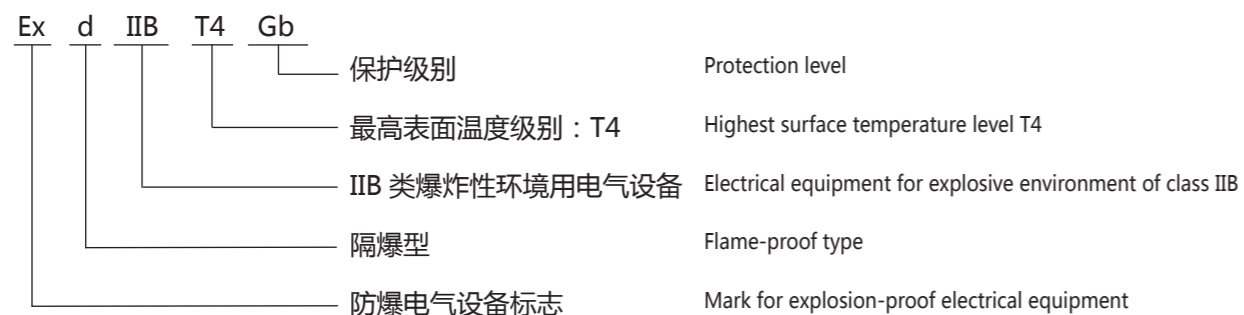 Ex d IIB T4 Gb
保护级别 Protection level
最高表面温度级别：T4 Highest surface temperature level T4
IIB 类爆炸性环境用电气设备 Electrical equipment for explosive environment of class IIB
隔爆型 Flame-proof type
防爆电气设备标志 Mark for explosion-proof electrical equipment